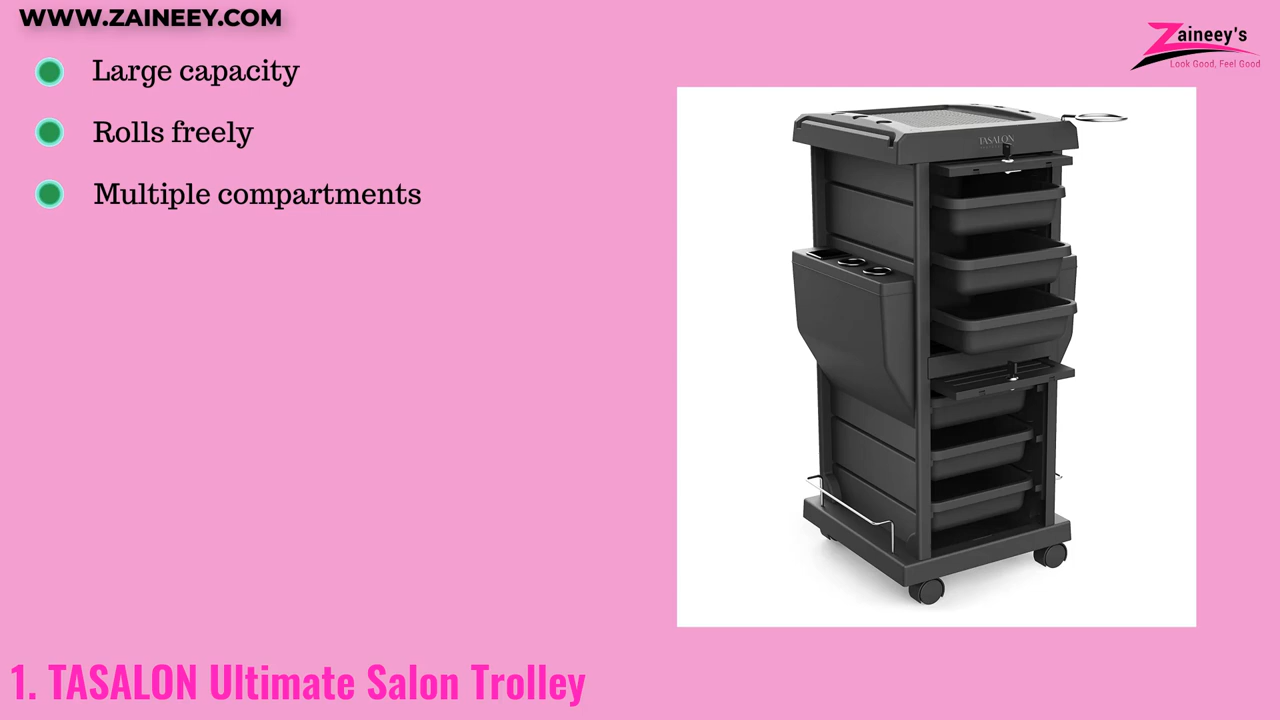 WWW.ZAINEEY.COM
Zaineey's
Look Good, Feel Good
Large capacity
Rolls freely
Multiple compartments
TASALON
1. TASALON Ultimate Salon Trolley